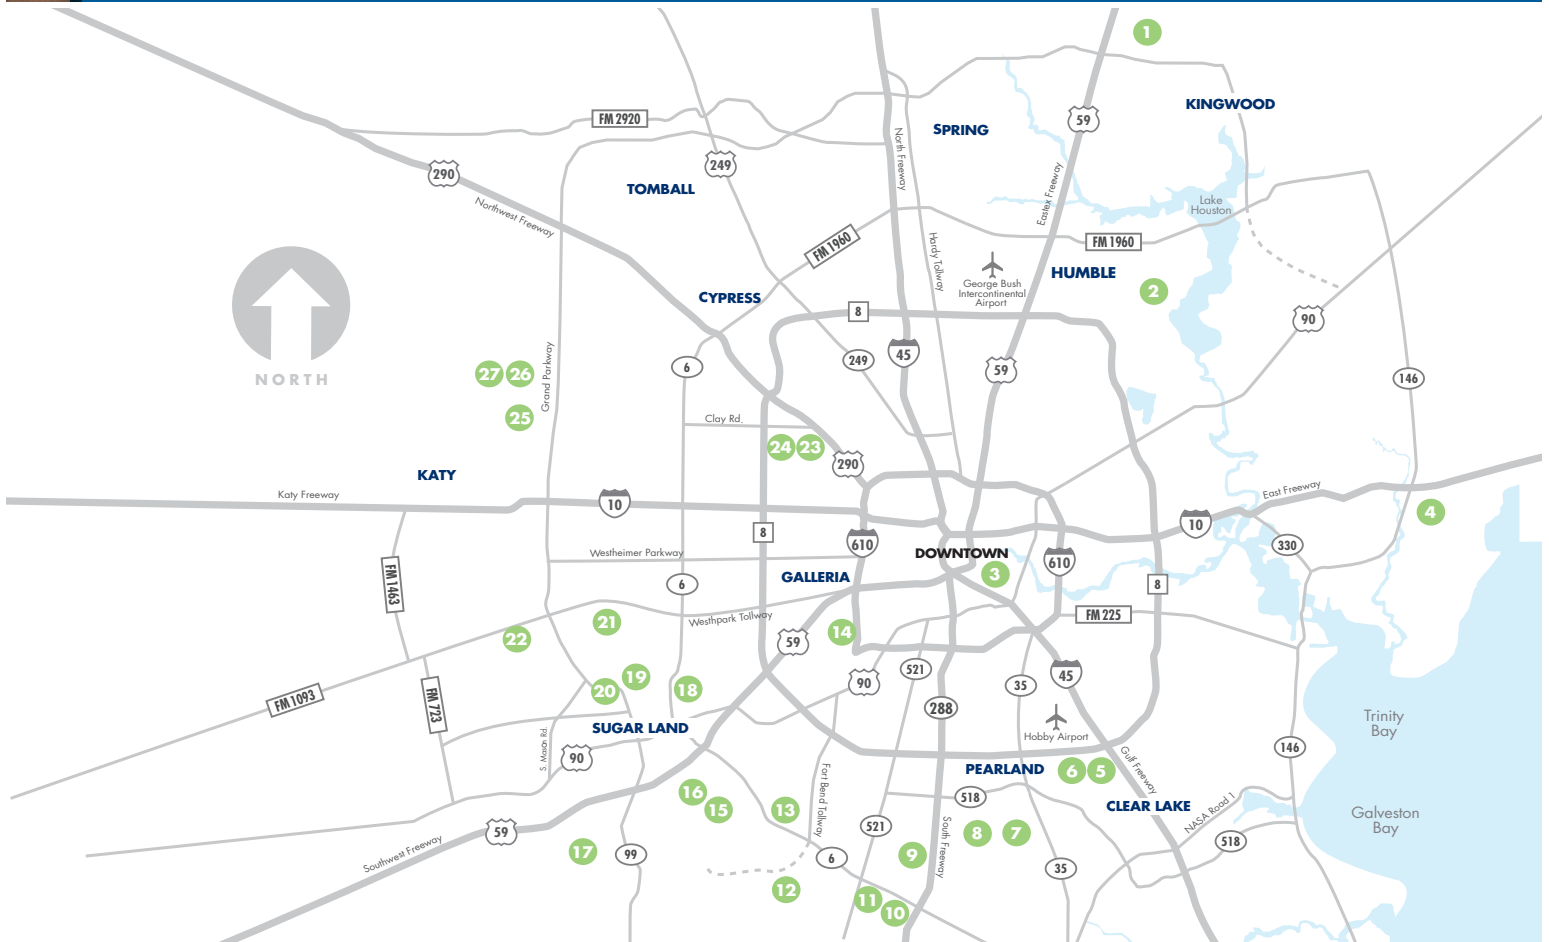 1
KINGWOOD
59
FM 2920
SPRING
North Freeway
249
290
TOMBALL
Eastex Freeway
Lake
Houston
Northwest Freeway
FM 1960
Hardy Tollway
FM 1960
George Bush
Intercontinental
Airport
HUMBLE
2
CYPRESS
8
90
NORTH
45
249
59
6
146
27
26
Grand Parkway
25
Clay Rd.
24
23
290
KATY
Katy Freeway
10
East Freeway
4
10
8
610
330
Westheimer Parkway
DOWNTOWN
610
3
GALLERIA
FM 1463
6
8
FM 225
Westhpark Tollway
21
22
14
59
521
45
90
35
19
20
18
FM 1093
FM 723
288
SUGAR LAND
S. Mason Rd.
90
Hobby Airport
Trinity
Bay
146
PEARLAND
6
5
Gulf Freeway
Fort Bend Tollway
16
15
13
518
CLEAR LAKE
NASA Road 1
Galveston
Bay
59
521
8
7
518
Southwest Freeway
17
99
6
9
South Freeway
35
12
11
10